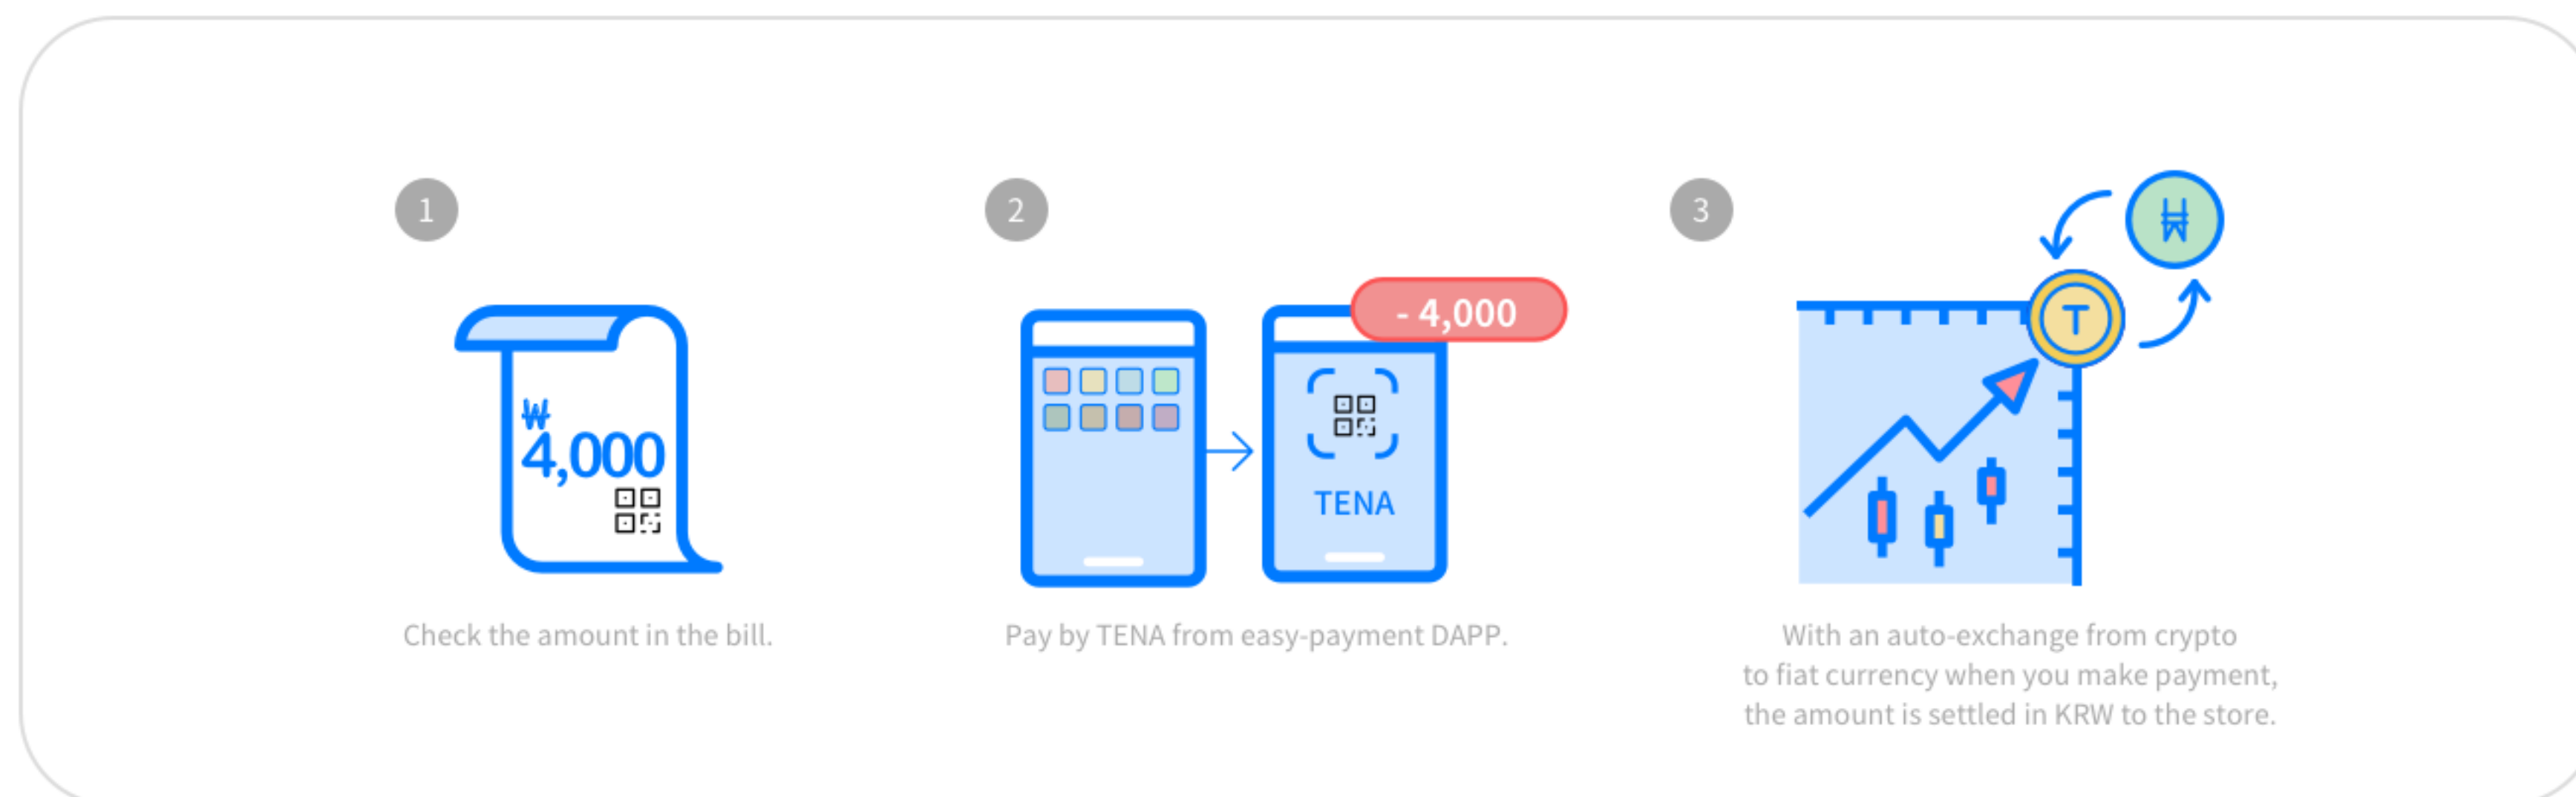 1
₩
4,000
Check the amount in the bill.
2
- 4,000
TENA
Pay by TENA from easy-payment DAPP.
3
₩
T
With an auto-exchange from crypto
to fiat currency when you make payment,
the amount is settled in KRW to the store.